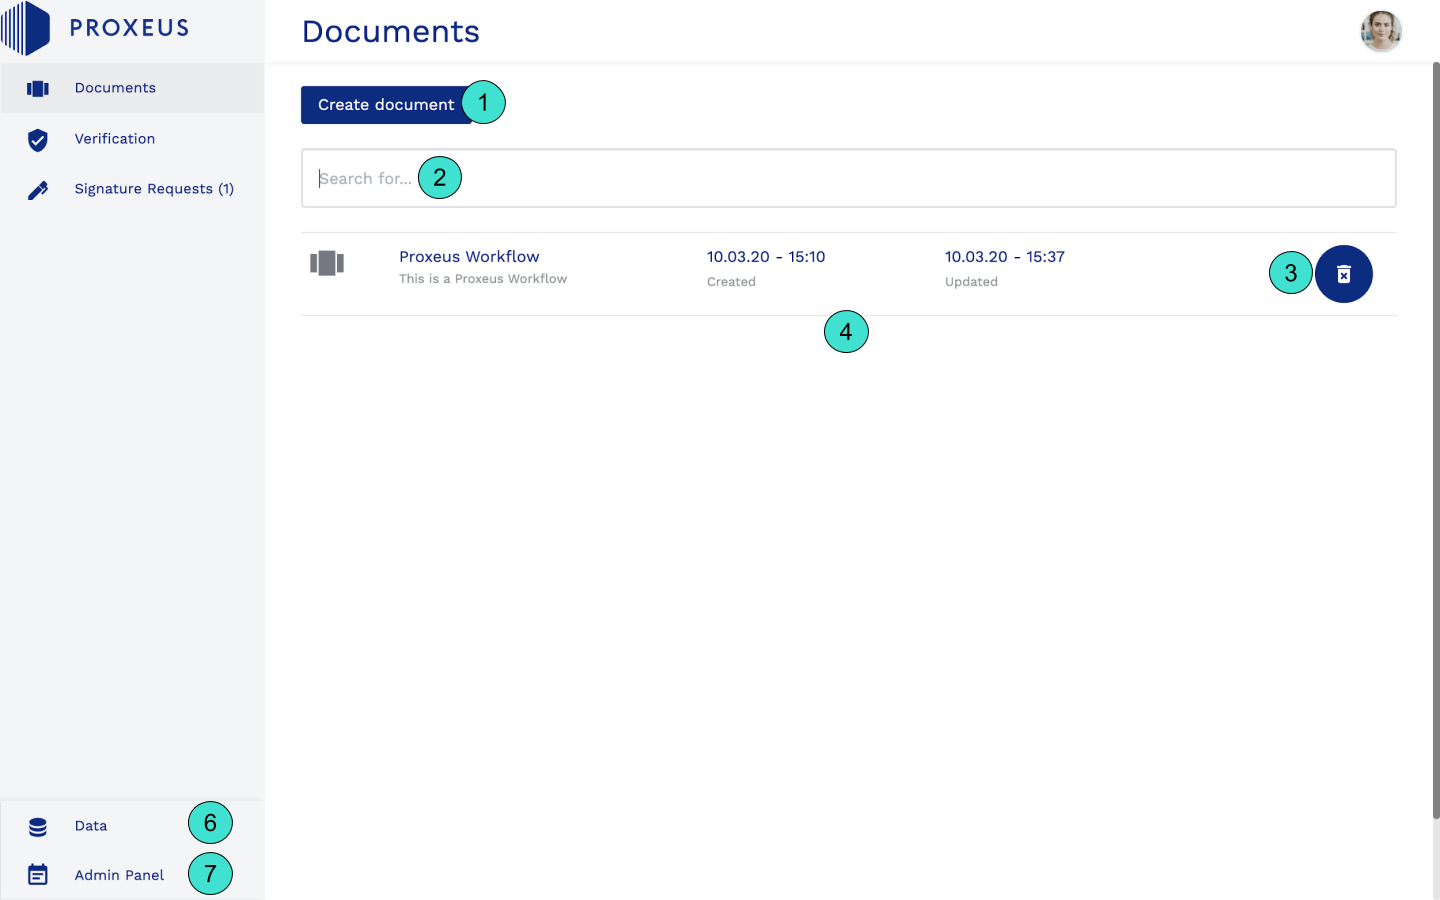 PROXEUS
Documents
Documents
Verification
Signature Requests (1)
Create document
1
Search for...
2
Proxeus Workflow
This is a Proxeus Workflow
10.03.20 - 15:10
Created
10.03.20 - 15:37
Updated
3
4
Data
6
Admin Panel
7